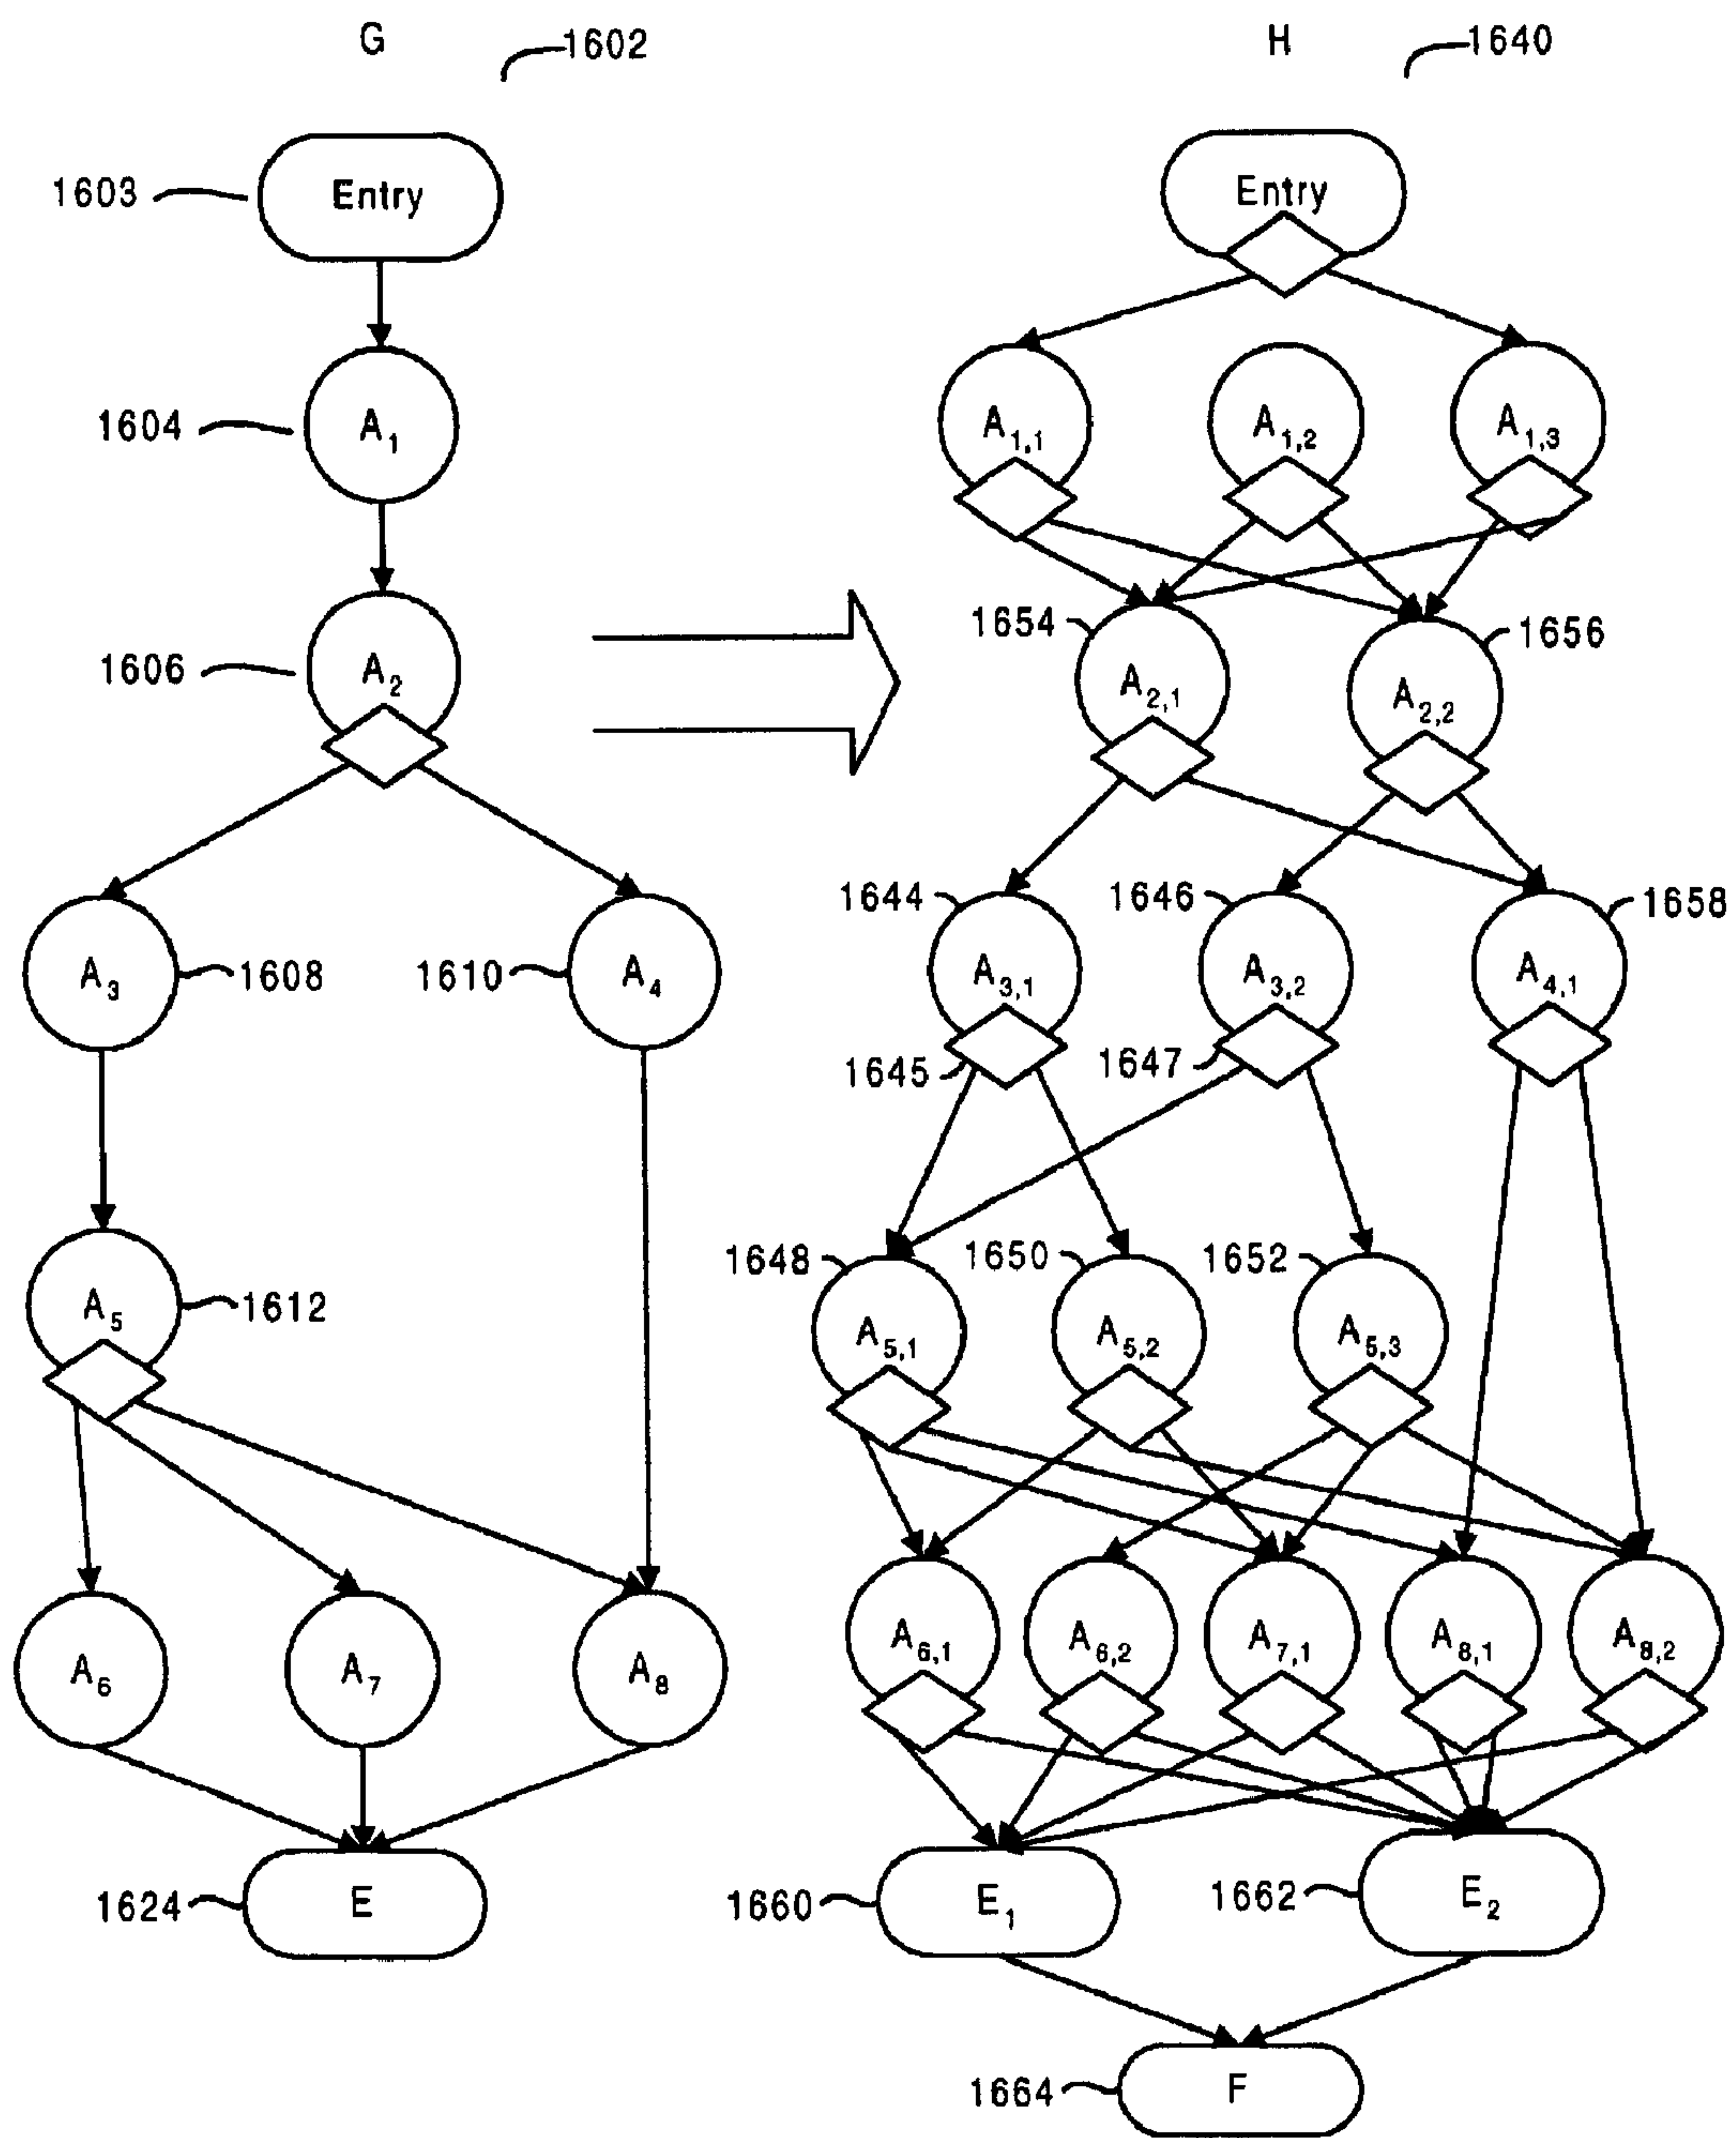 G
1602
H
1640
1603
Entry
Entry
1604
A1
A1,1
A1,2
A1,3
1606
A2
1654
A2,1
1656
A2,2
A3
1608
1610
A4
1644
A3,1
1645
1646
A3,2
1647
1658
A4,1
A5
1612
1648
A5,1
1650
A5,2
1652
A5,3
A6
A7
A8
A6,1
A6,2
A7,1
A8,1
A8,2
1624
E
1660
E1
1662
E2
1664
F